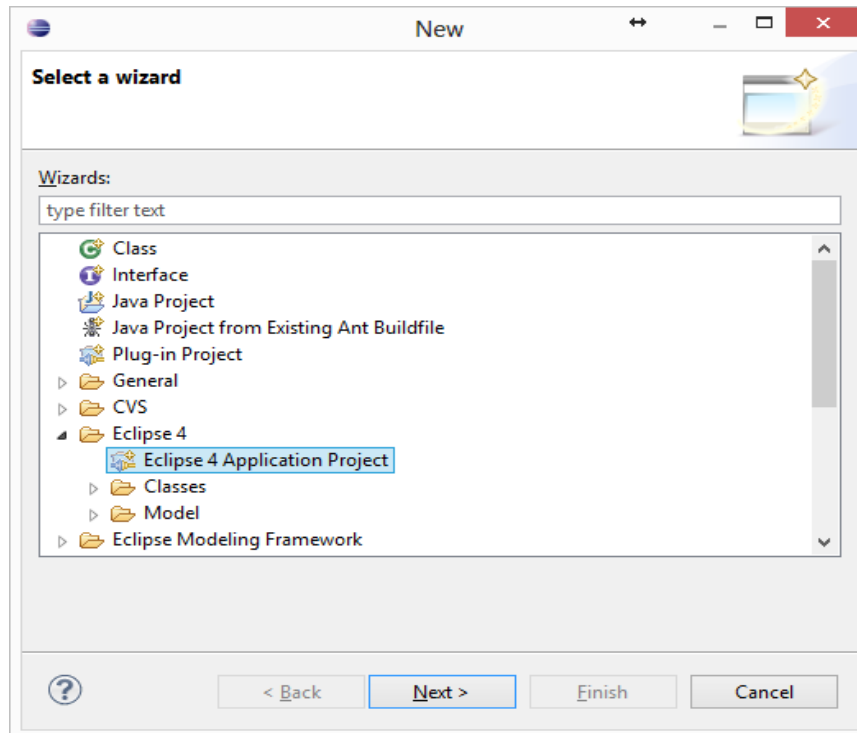 New
Select a wizard
Wizards:
type filter text
Class
Interface
Java Project
Java Project from Existing Ant Buildfile
Plug-in Project
General
CVS
Eclipse 4
Eclipse 4 Application Project
Classes
Model
Eclipse Modeling Framework
< Back Next > Finish Cancel